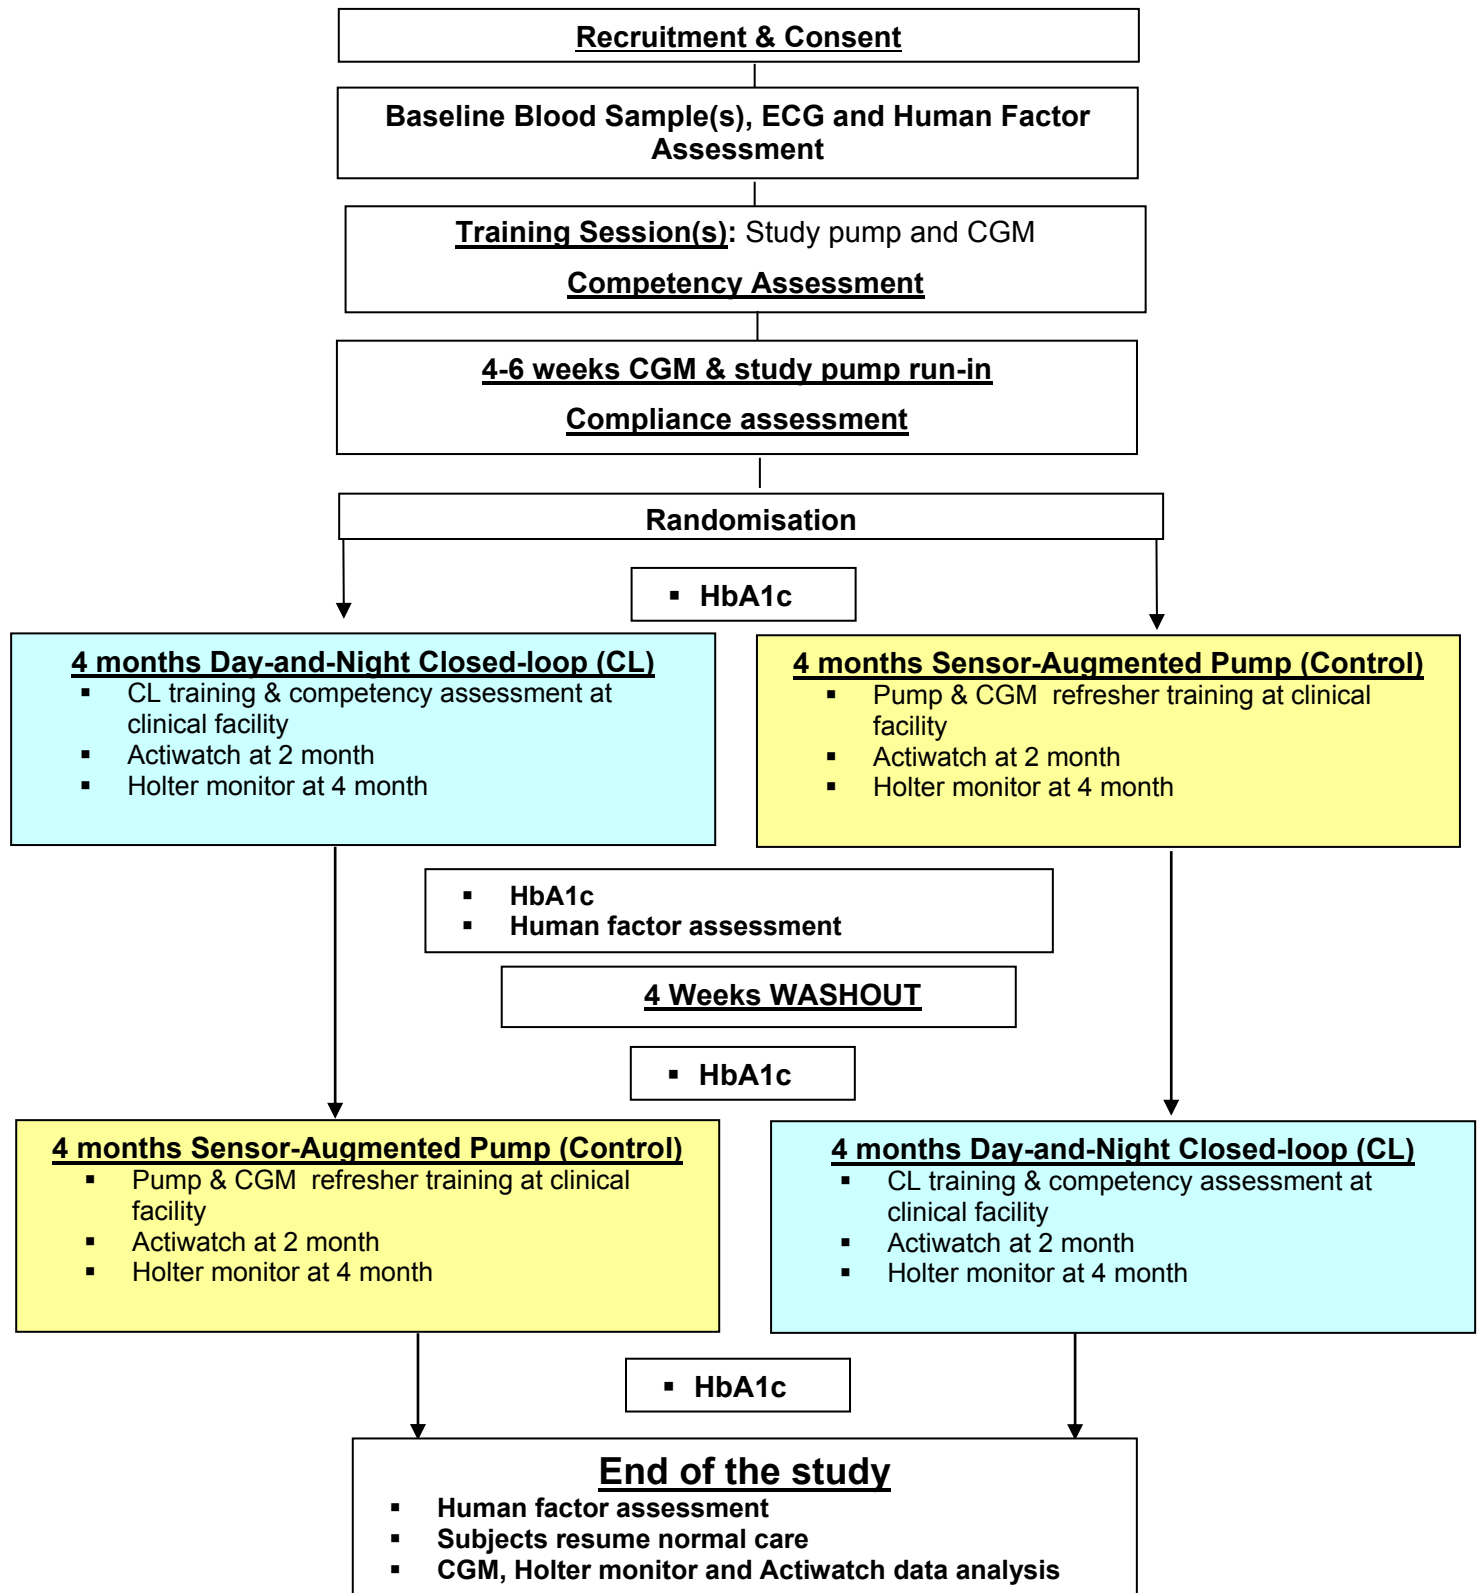 Recruitment & Consent
Baseline Blood Sample(s), ECG and Human Factor
Assessment
Training Session(s): Study pump and CGM
Competency Assessment
4-6 weeks CGM & study pump run-in
Compliance assessment
Randomisation
▪ HbA1c
4 months Day-and-Night Closed-loop (CL)
▪ CL training & competency assessment at
clinical facility
▪ Actiwatch at 2 month
▪ Holter monitor at 4 month
4 months Sensor-Augmented Pump (Control)
▪ Pump & CGM refresher training at clinical
facility
▪ Actiwatch at 2 month
▪ Holter monitor at 4 month
▪ HbA1c
▪ Human factor assessment
4 Weeks WASHOUT
▪ HbA1c
4 months Sensor-Augmented Pump (Control)
▪ Pump & CGM refresher training at clinical
facility
▪ Actiwatch at 2 month
▪ Holter monitor at 4 month
4 months Day-and-Night Closed-loop (CL)
▪ CL training & competency assessment at
clinical facility
▪ Actiwatch at 2 month
▪ Holter monitor at 4 month
▪ HbA1c
End of the study
▪ Human factor assessment
▪ Subjects resume normal care
▪ CGM, Holter monitor and Actiwatch data analysis